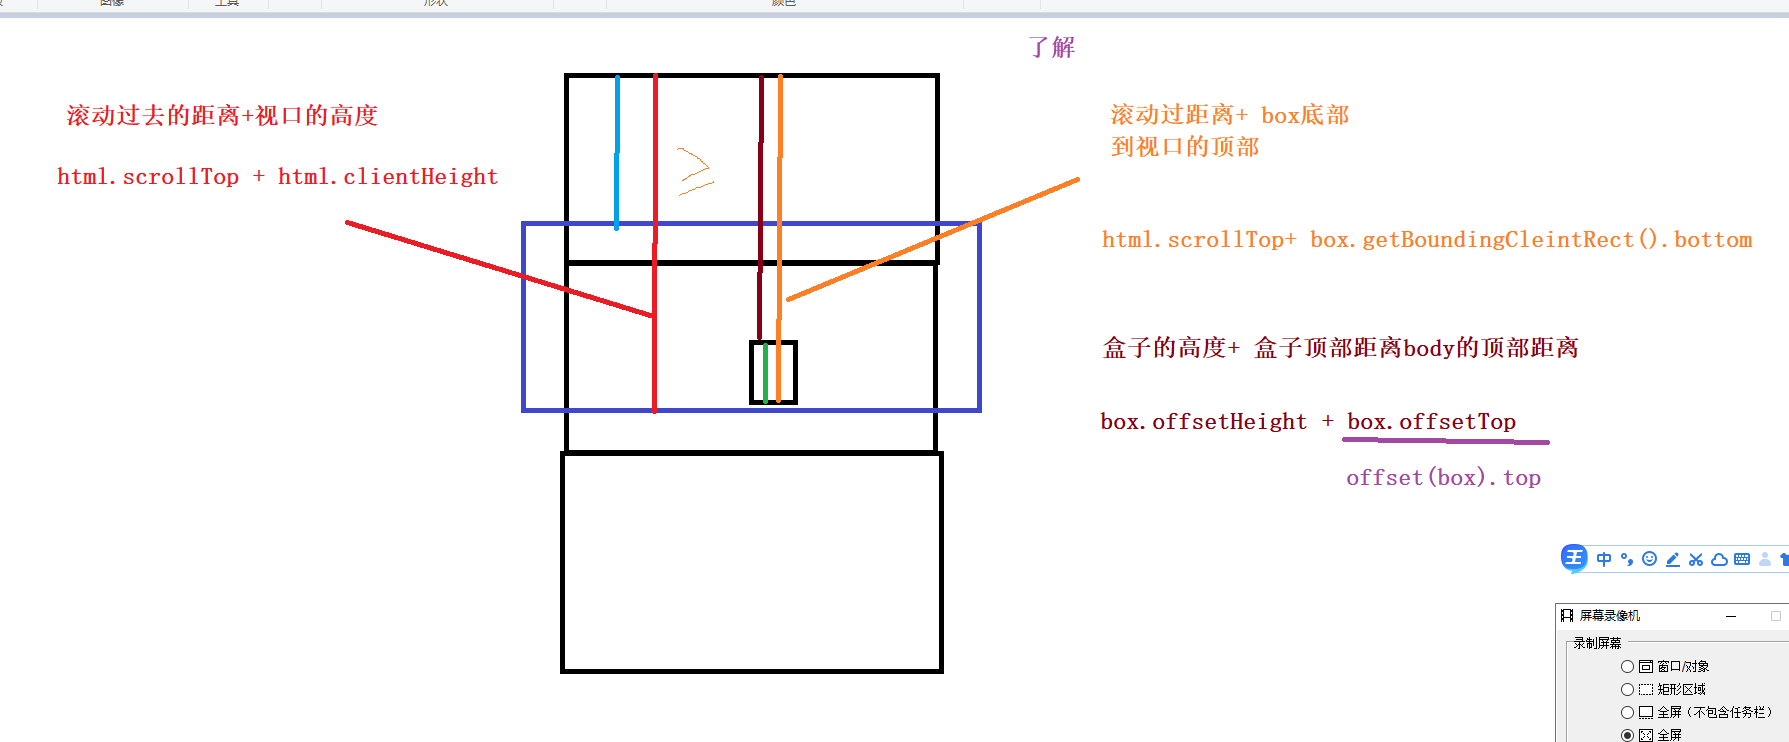 图像
工具
形状
颜色
了解
滚动过去的距离+视口的高度
html.scrollTop + html.clientHeight
滚动过距离+ box底部
到视口的顶部
html.scrollTop+ box.getBoundingCleintRect().bottom
盒子的高度+ 盒子顶部距离body的顶部距离
box.offsetHeight + box.offsetTop
offset(box).top
中
屏幕录像机
录制屏幕
窗口/对象
矩形区域
全屏（不包含任务栏）
全屏